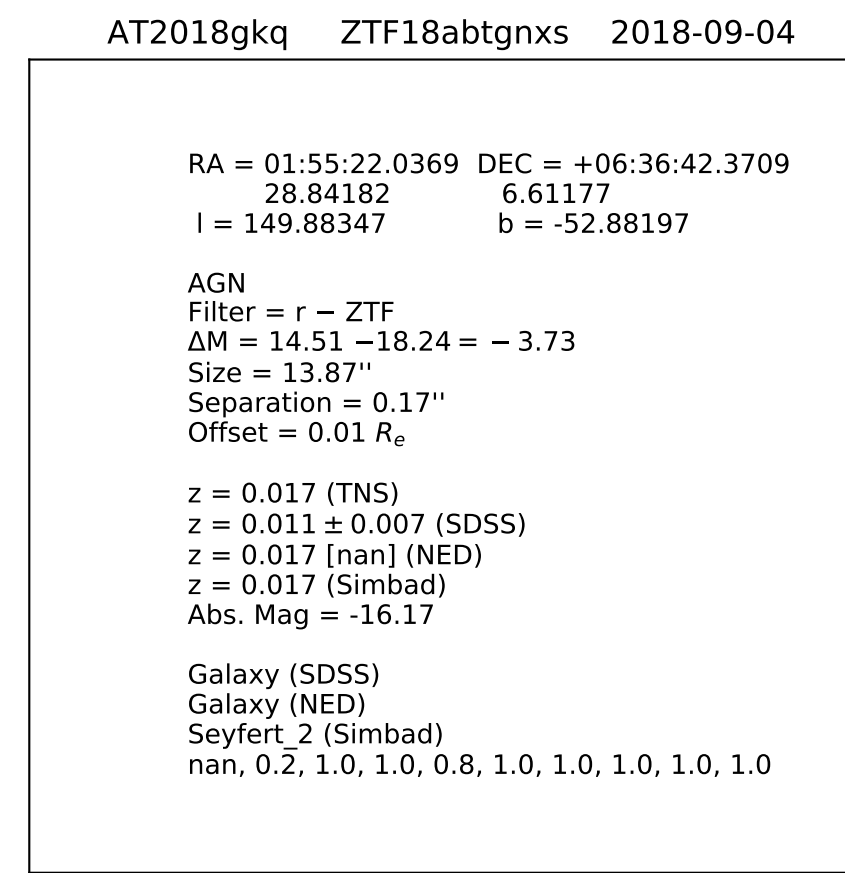 AT2018gkq ZTF18abtgnxs 2018-09-04
RA = 01:55:22.0369 DEC = +06:36:42.3709
28.84182 6.61177
l = 149.88347 b = -52.88197
AGN
Filter = r − ZTF
ΔM = 14.51 −18.24 = − 3.73
Size = 13.87''
Separation = 0.17''
Offset = 0.01 Rₑ
z = 0.017 (TNS)
z = 0.011 ± 0.007 (SDSS)
z = 0.017 [nan] (NED)
z = 0.017 (Simbad)
Abs. Mag = -16.17
Galaxy (SDSS)
Galaxy (NED)
Seyfert_2 (Simbad)
nan, 0.2, 1.0, 1.0, 0.8, 1.0, 1.0, 1.0, 1.0, 1.0